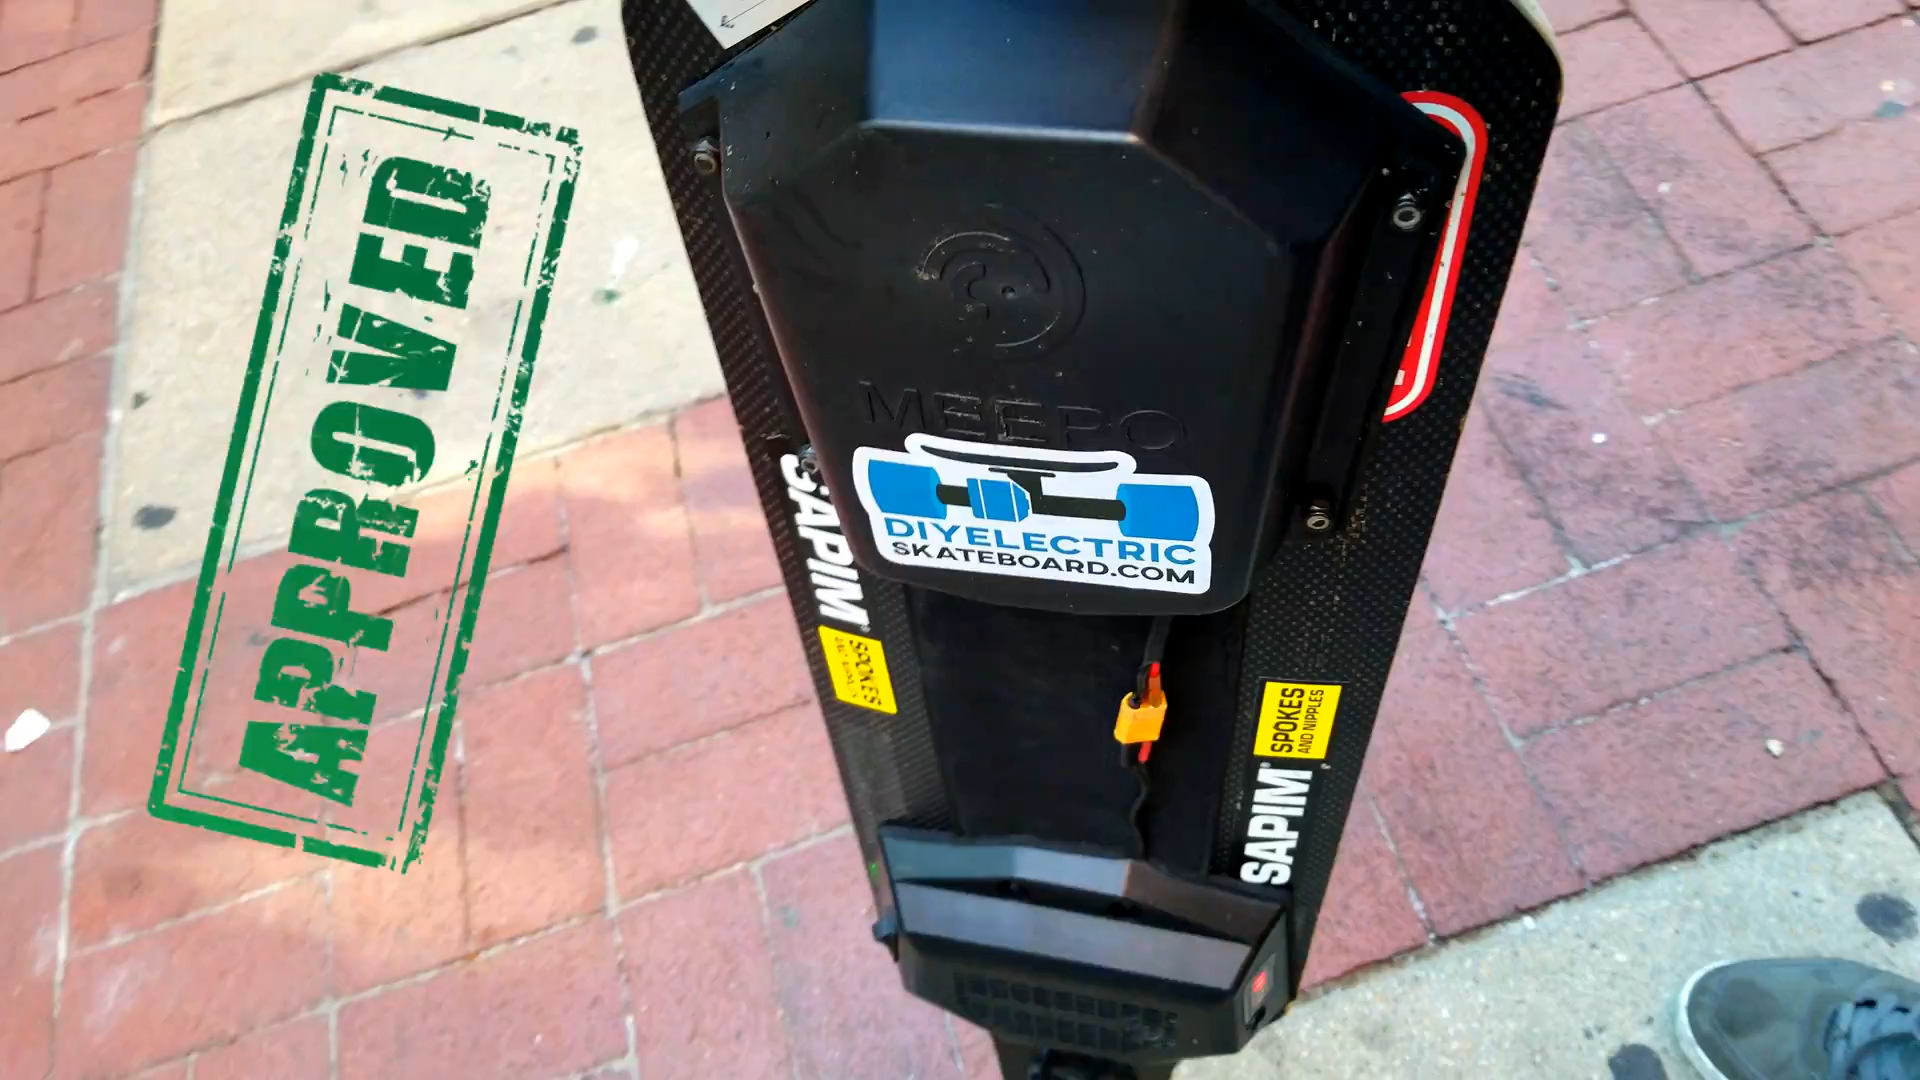 APPROVED
MEEPO
DIYELECTRIC
SKATEBOARD.COM
SAPIM
SPOKES
SPOKES
AND NIPPLES
SAPIM